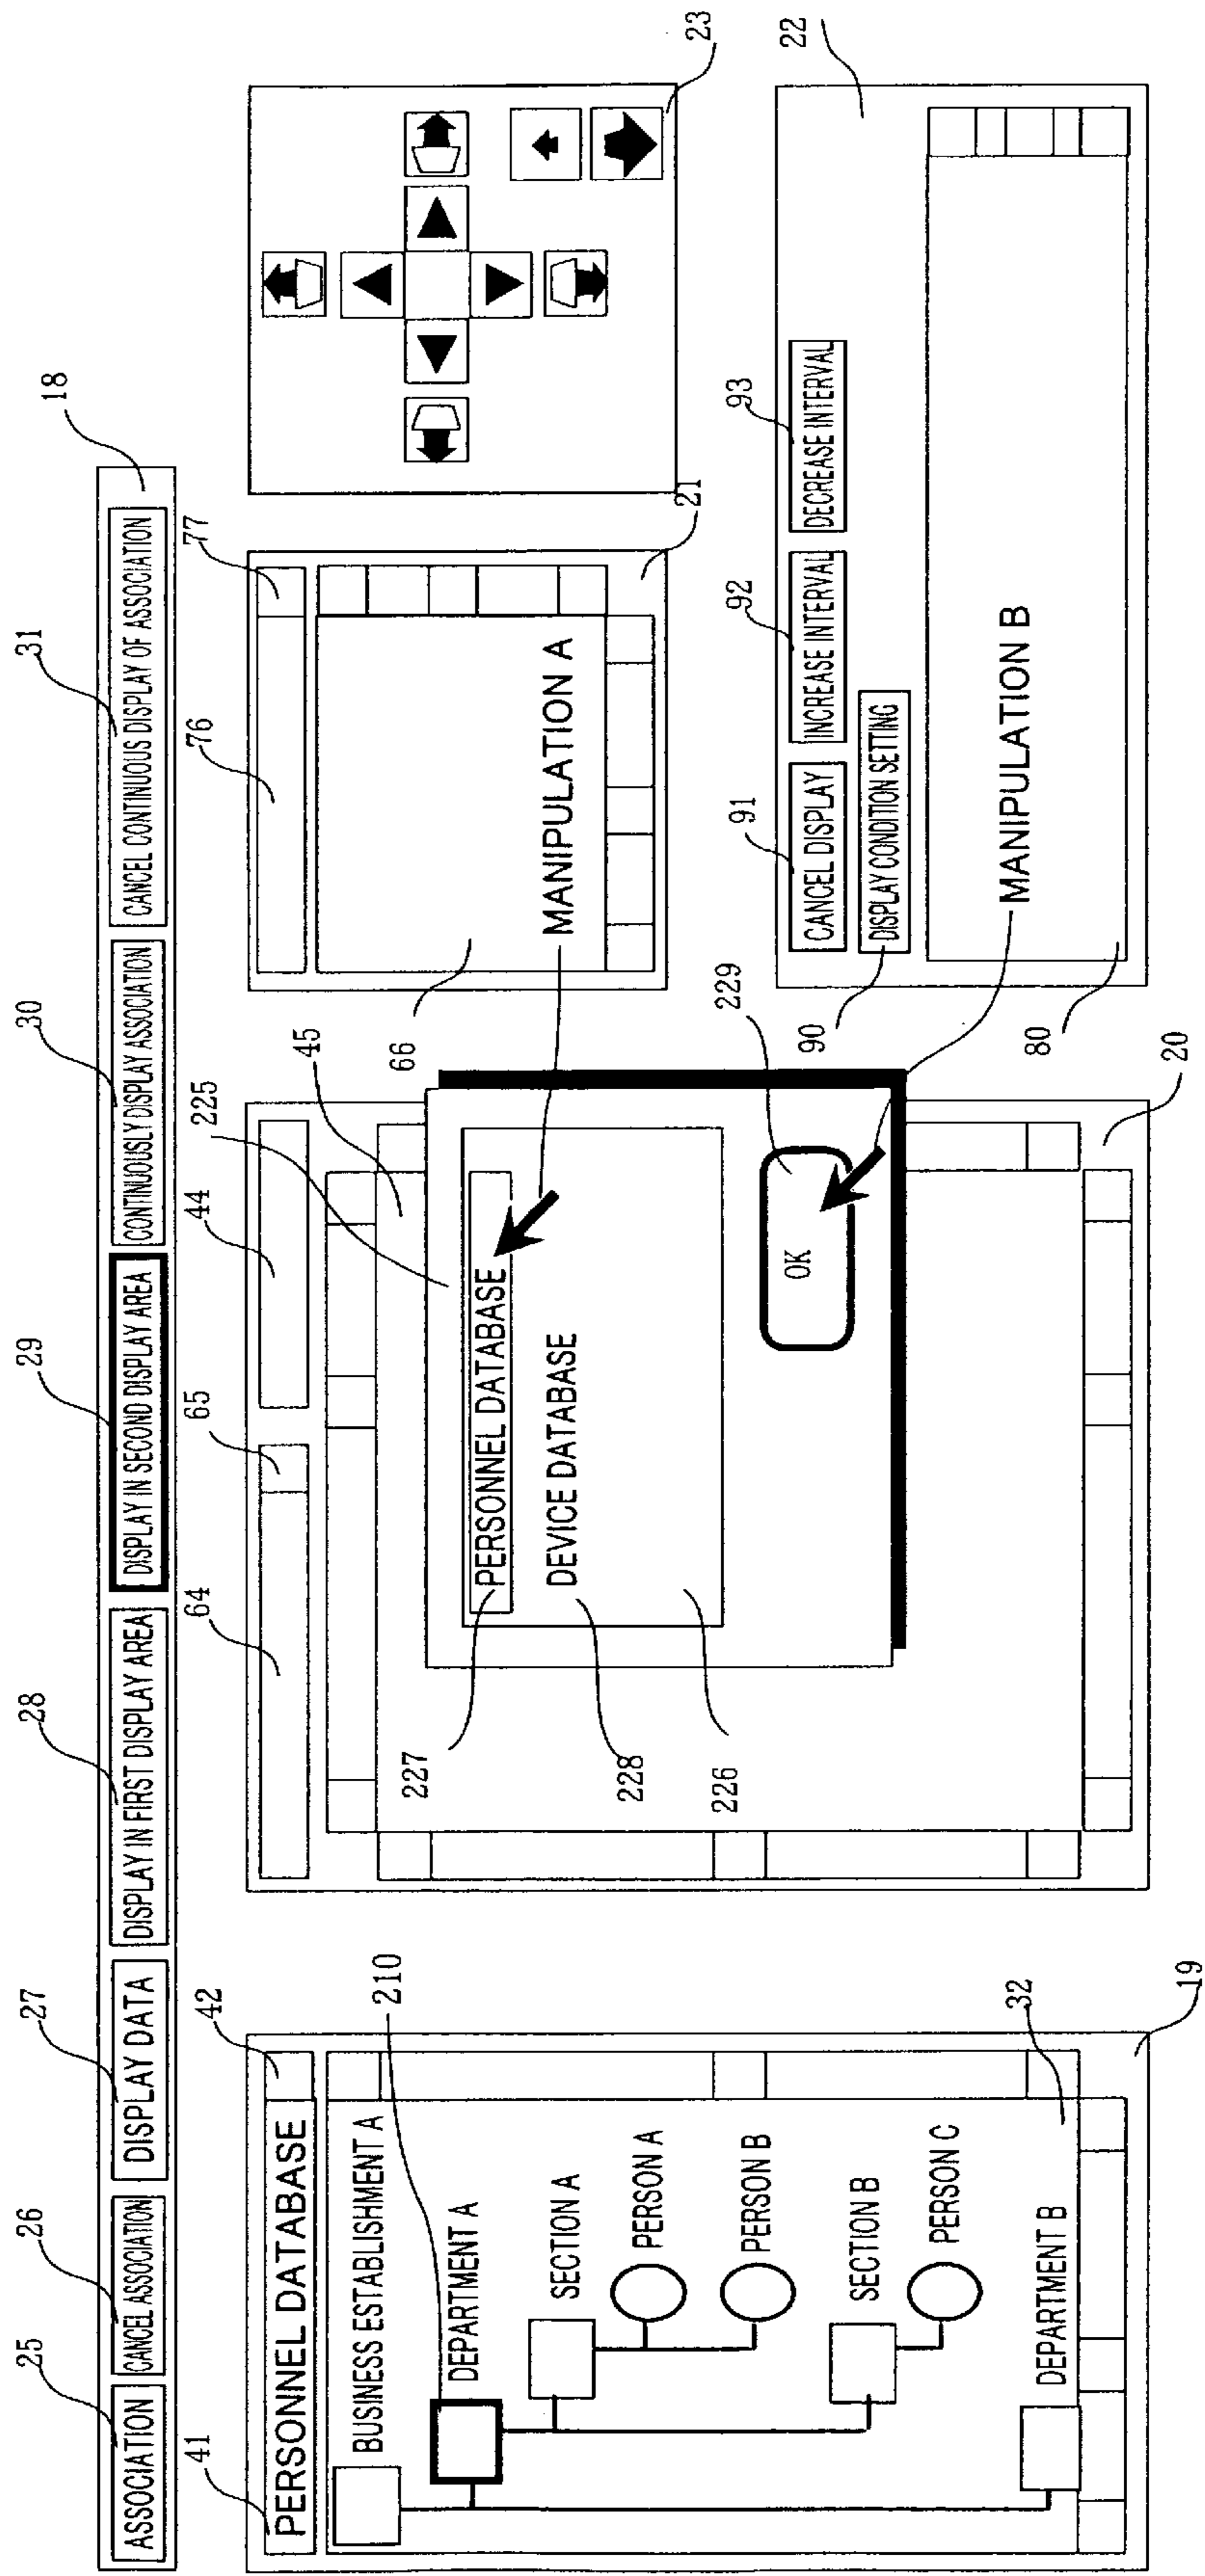 25
26
27
28
29
30
31
18
ASSOCIATION
CANCEL ASSOCIATION
DISPLAY DATA
DISPLAY IN FIRST DISPLAY AREA
DISPLAY IN SECOND DISPLAY AREA
CONTINUOUSLY DISPLAY ASSOCIATION
CANCEL CONTINUOUS DISPLAY OF ASSOCIATION
41
42
PERSONNEL DATABASE
BUSINESS ESTABLISHMENT A
210
DEPARTMENT A
SECTION A
PERSON A
PERSON B
SECTION B
PERSON C
DEPARTMENT B
32
19
64
65
44
225
45
227
PERSONNEL DATABASE
228
DEVICE DATABASE
226
OK
229
20
76
77
66
MANIPULATION A
21
23
91
92
93
22
CANCEL DISPLAY
INCREASE INTERVAL
DECREASE INTERVAL
90
DISPLAY CONDITION SETTING
MANIPULATION B
80